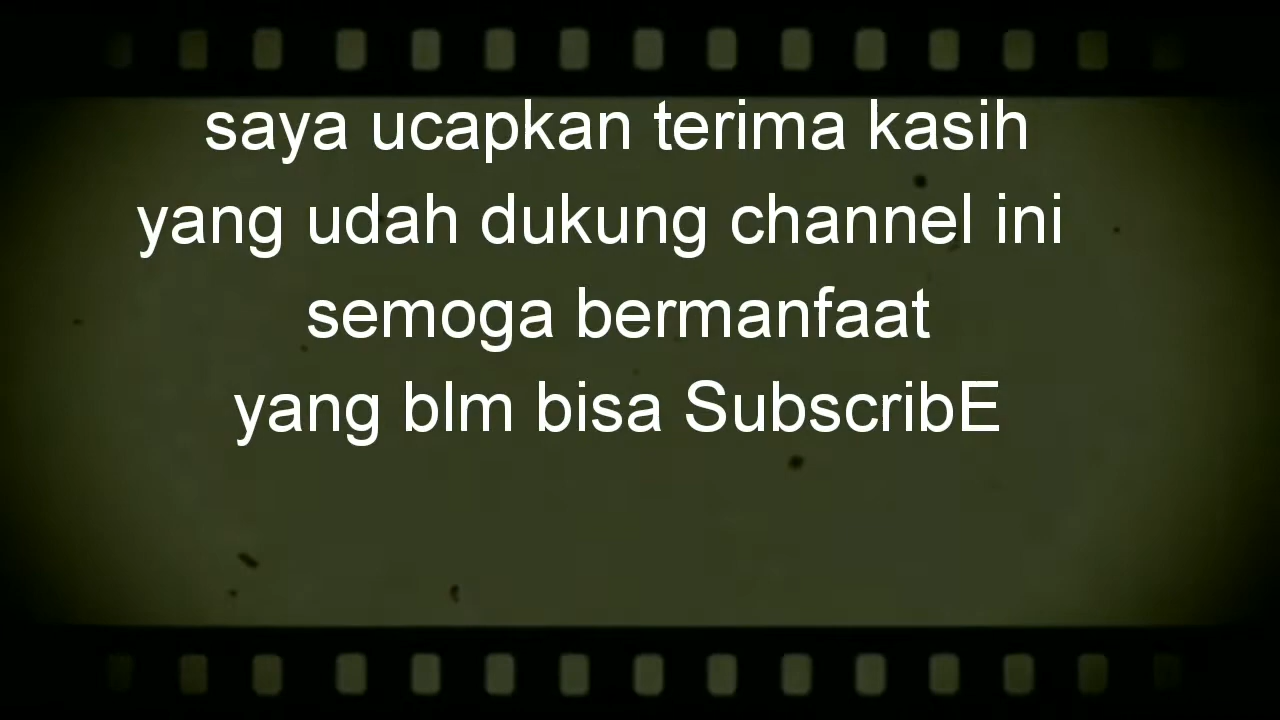 saya ucapkan terima kasih
yang udah dukung channel ini
semoga bermanfaat
yang blm bisa SubscribE